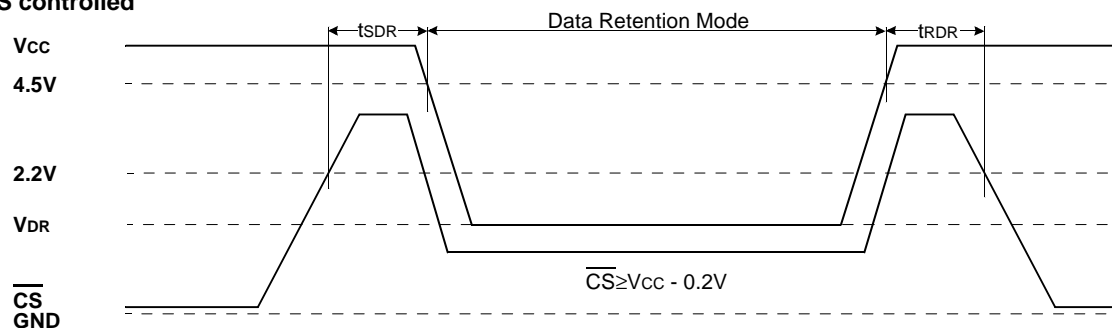 S controlled
tSDR
Data Retention Mode
tRDR
VCC
4.5V
2.2V
VDR
CS≥VCC - 0.2V
CS
GND